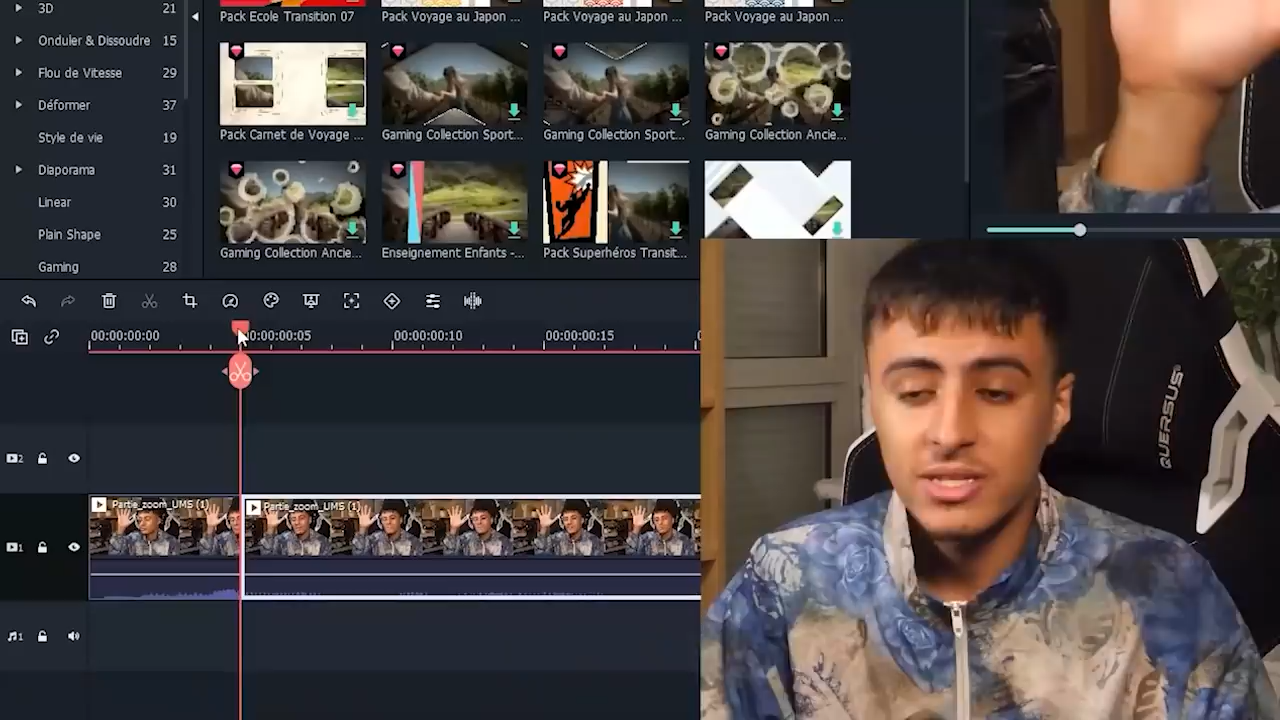 3D 21
Pack Ecole Transition 07
Pack Voyage au Japon ...
Pack Voyage au Japon ...
Onduler & Dissoudre 15
Flou de Vitesse 29
Déformer 37
Style de vie 19
Pack Carnet de Voyage ...
Gaming Collection Sport...
Gaming Collection Sport...
Gaming Collection Ancie...
Diaporama 31
Linear 30
Plain Shape 25
Gaming 28
Gaming Collection Ancie...
Enseignement Enfants -...
Pack Superhéros Transit...
00:00:00:00
00:00:00:05
00:00:00:10
00:00:00:15
0
2
Partie_zoom_UMS (1)
Partie_zoom_UMS (1)
1
1
QUERSUS